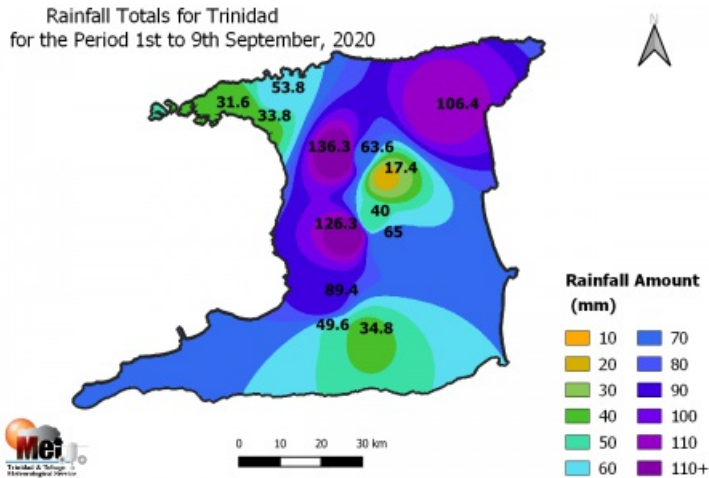 Rainfall Totals for Trinidad
for the Period 1st to 9th September, 2020
N
53.8
31.6
33.8
106.4
136.3
63.6
17.4
40
126.3
65
89.4
49.6
34.8
Rainfall Amount
(mm)
10
70
20
80
30
90
40
100
50
110
60
110+
0 10 20 30 km
Met
Trinidad & Tobago
Meteorological Service